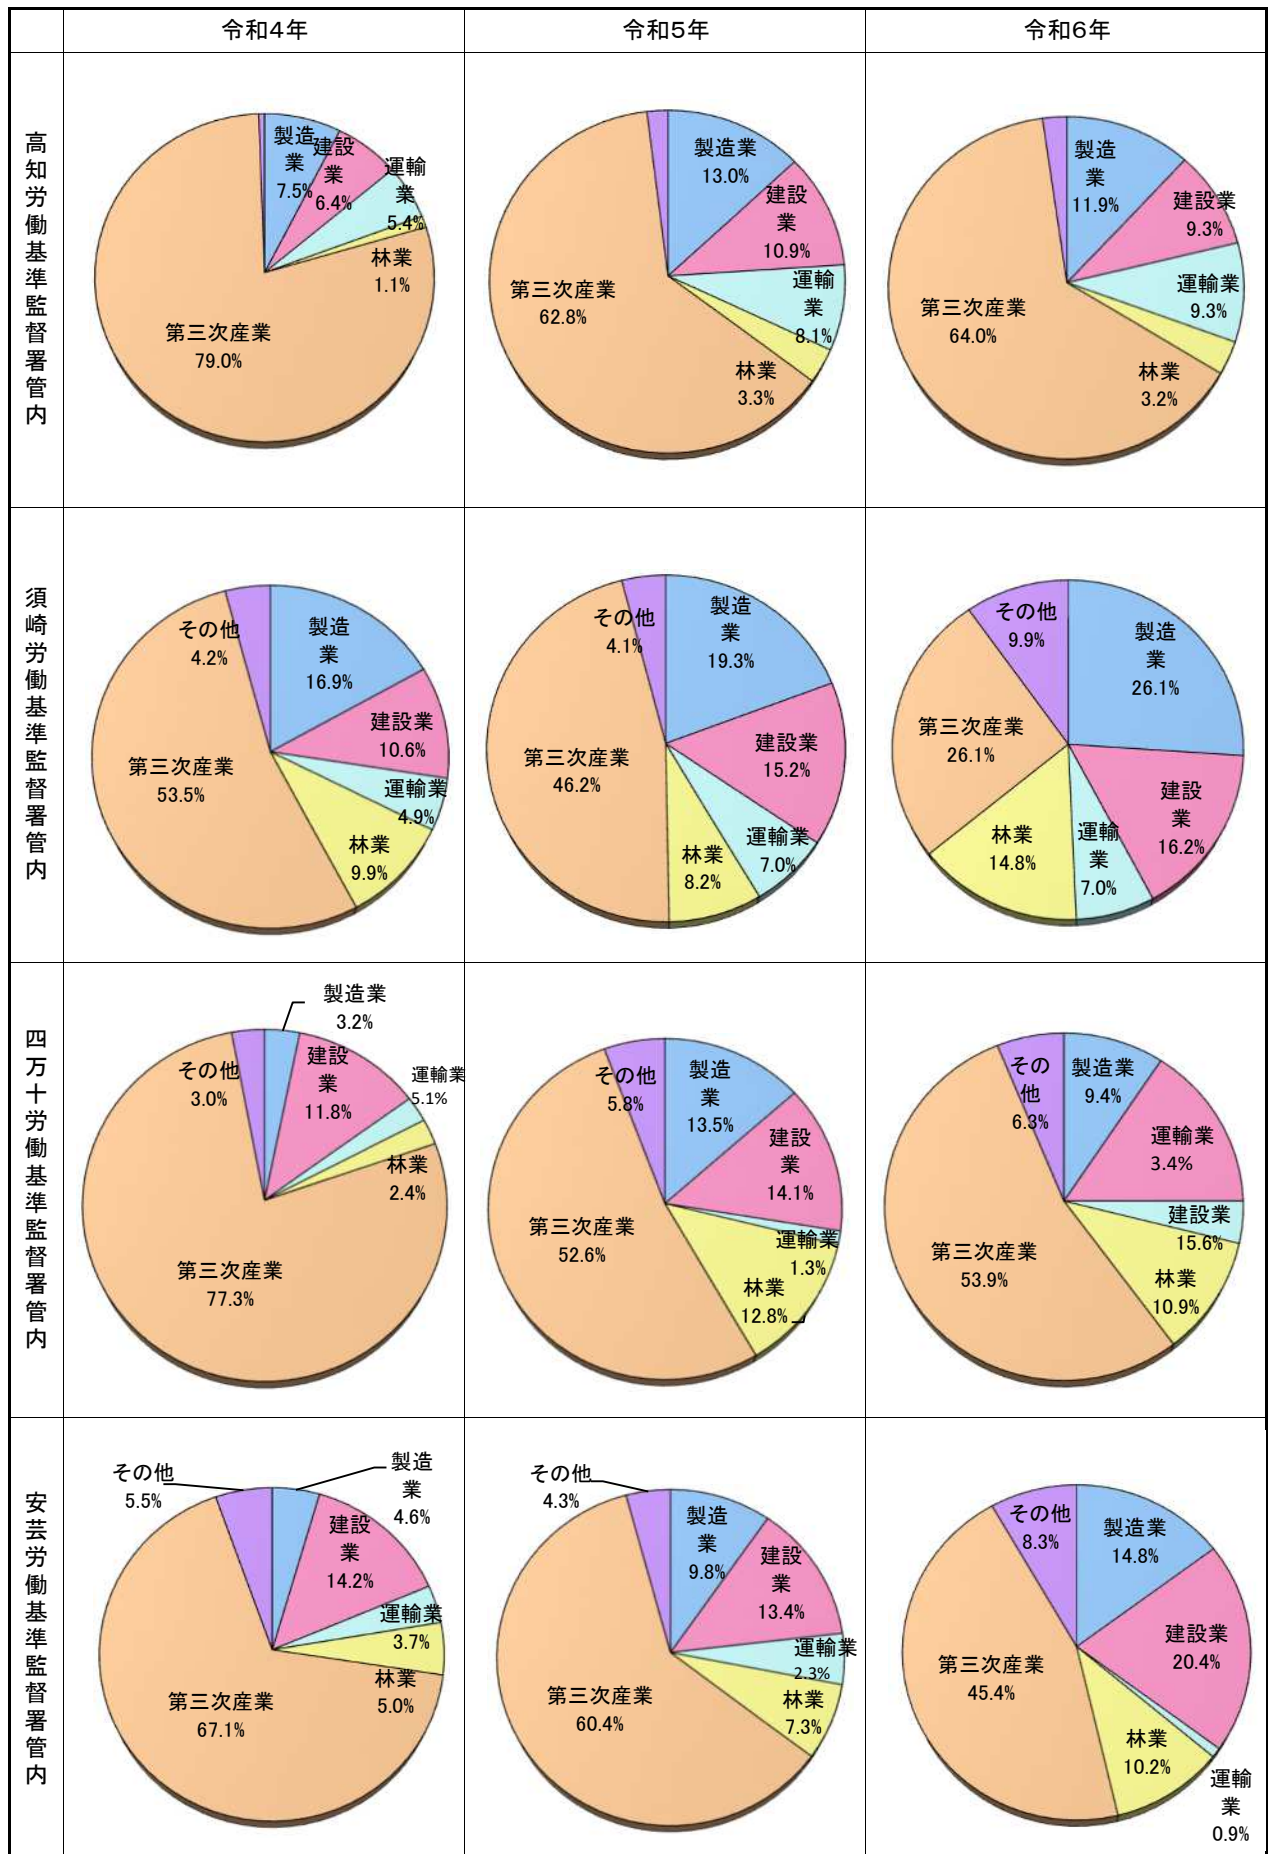 令和4年
令和5年
令和6年
高知労働基準監督署管内
製造
業
7.5%
建設
業
6.4%
運輸
業
5.4%
林業
1.1%
第三次産業
79.0%
製造業
13.0%
建設
業
10.9%
運輸
業
8.1%
林業
3.3%
第三次産業
62.8%
製造
業
11.9%
建設業
9.3%
運輸業
9.3%
林業
3.2%
第三次産業
64.0%
須崎労働基準監督署管内
その他
4.2%
製造
業
16.9%
建設業
10.6%
運輸業
4.9%
林業
9.9%
第三次産業
53.5%
その他
4.1%
製造
業
19.3%
建設業
15.2%
運輸業
7.0%
林業
8.2%
第三次産業
46.2%
その他
9.9%
製造
業
26.1%
建設
業
16.2%
運輸
業
7.0%
林業
14.8%
第三次産業
26.1%
四万十労働基準監督署管内
製造業
3.2%
その他
3.0%
建設
業
11.8%
運輸業
5.1%
林業
2.4%
第三次産業
77.3%
その他
5.8%
製造
業
13.5%
建設
業
14.1%
運輸業
1.3%
林業
12.8%
第三次産業
52.6%
その
他
6.3%
製造業
9.4%
運輸業
3.4%
建設業
15.6%
林業
10.9%
第三次産業
53.9%
安芸労働基準監督署管内
その他
5.5%
製造
業
4.6%
建設
業
14.2%
運輸業
3.7%
林業
5.0%
第三次産業
67.1%
その他
4.3%
製造
業
9.8%
建設
業
13.4%
運輸業
2.3%
林業
7.3%
第三次産業
60.4%
その他
8.3%
製造業
14.8%
建設業
20.4%
林業
10.2%
運輸
業
0.9%
第三次産業
45.4%